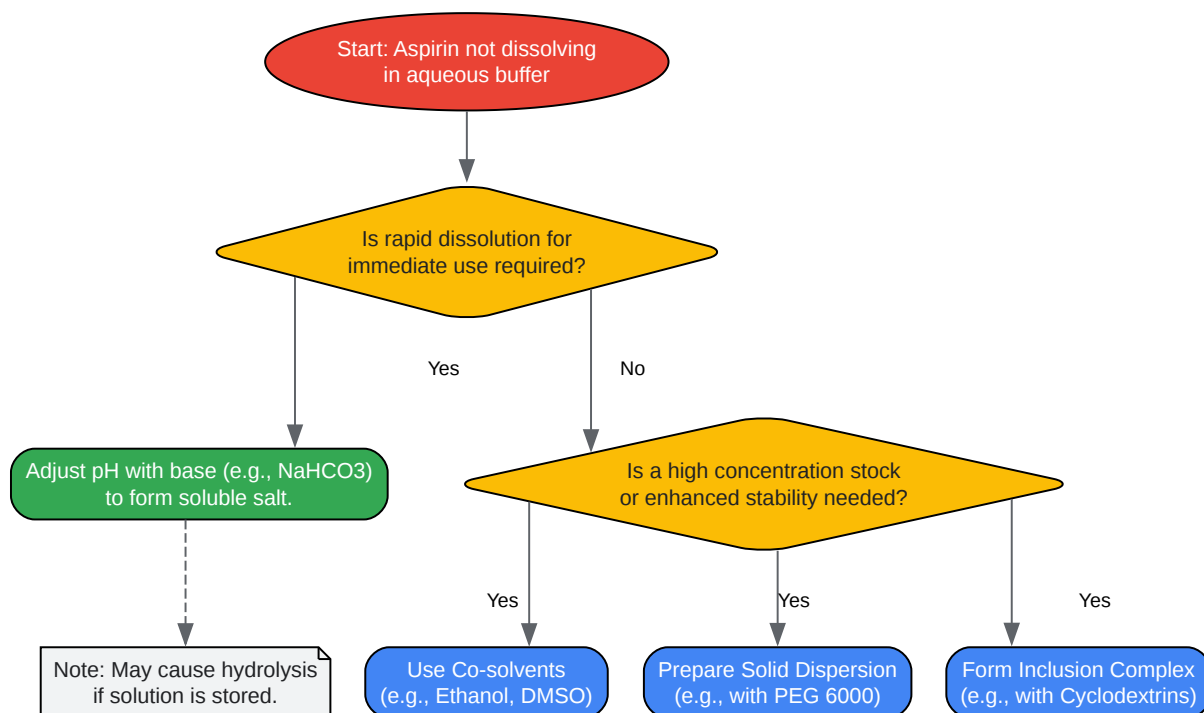 Start: Aspirin not dissolving
in aqueous buffer
Is rapid dissolution for
immediate use required?
Yes
No
Adjust pH with base (e.g., NaHCO3)
to form soluble salt.
Is a high concentration stock
or enhanced stability needed?
Yes
Yes
Yes
Note: May cause hydrolysis
if solution is stored.
Use Co-solvents
(e.g., Ethanol, DMSO)
Prepare Solid Dispersion
(e.g., with PEG 6000)
Form Inclusion Complex
(e.g., with Cyclodextrins)